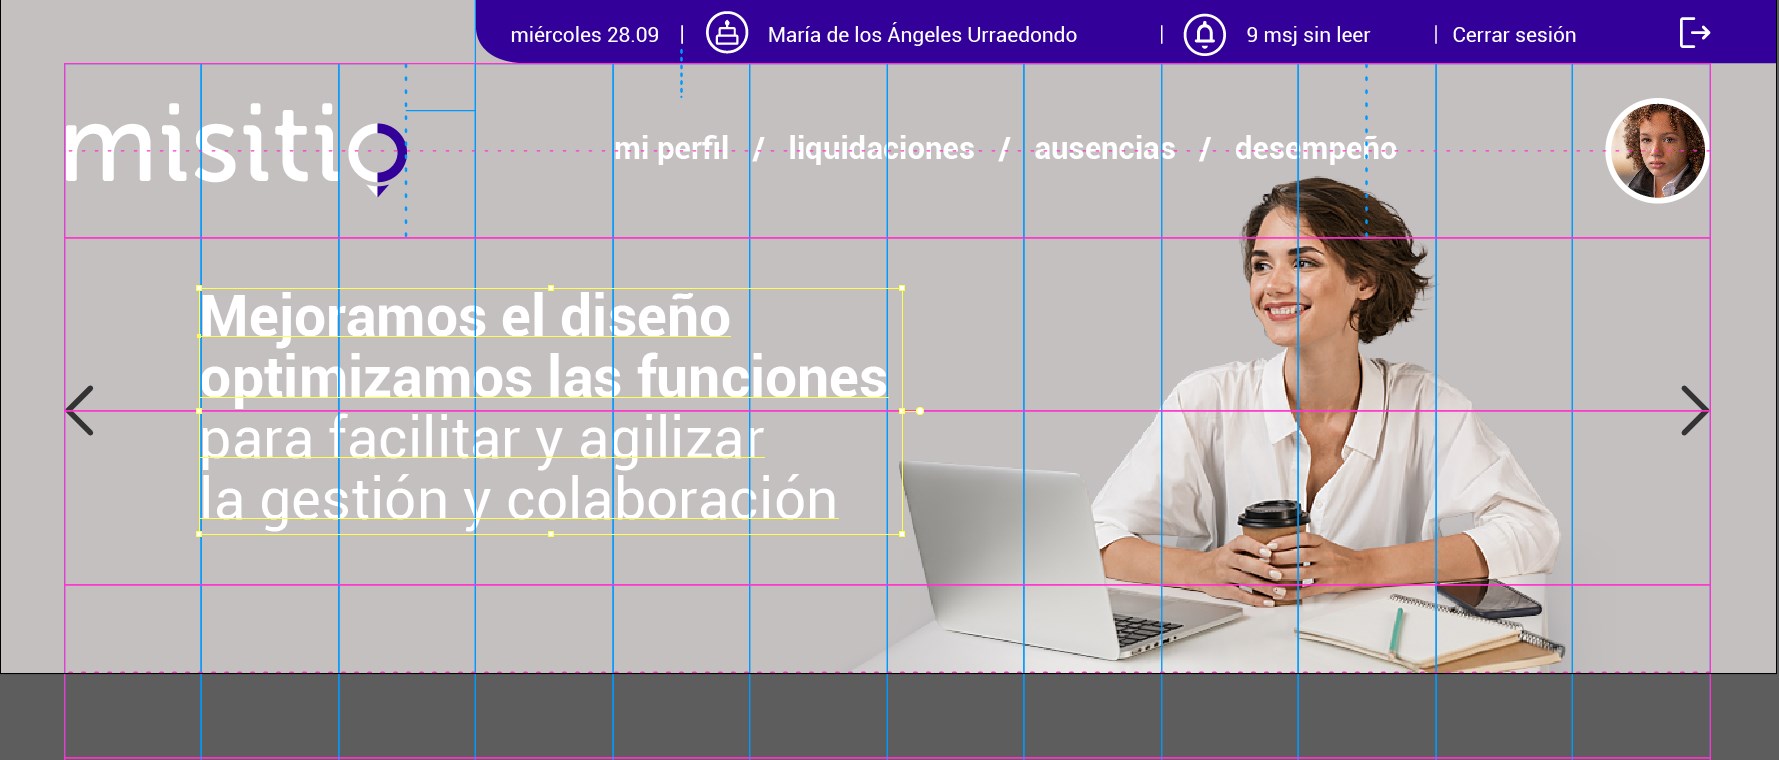 miércoles 28.09 | María de los Ángeles Urraedondo | 9 msj sin leer | Cerrar sesión
misitio
mi perfil / liquidaciones / ausencias / desempeño
Mejoramos el diseño
optimizamos las funciones
para facilitar y agilizar
la gestión y colaboración